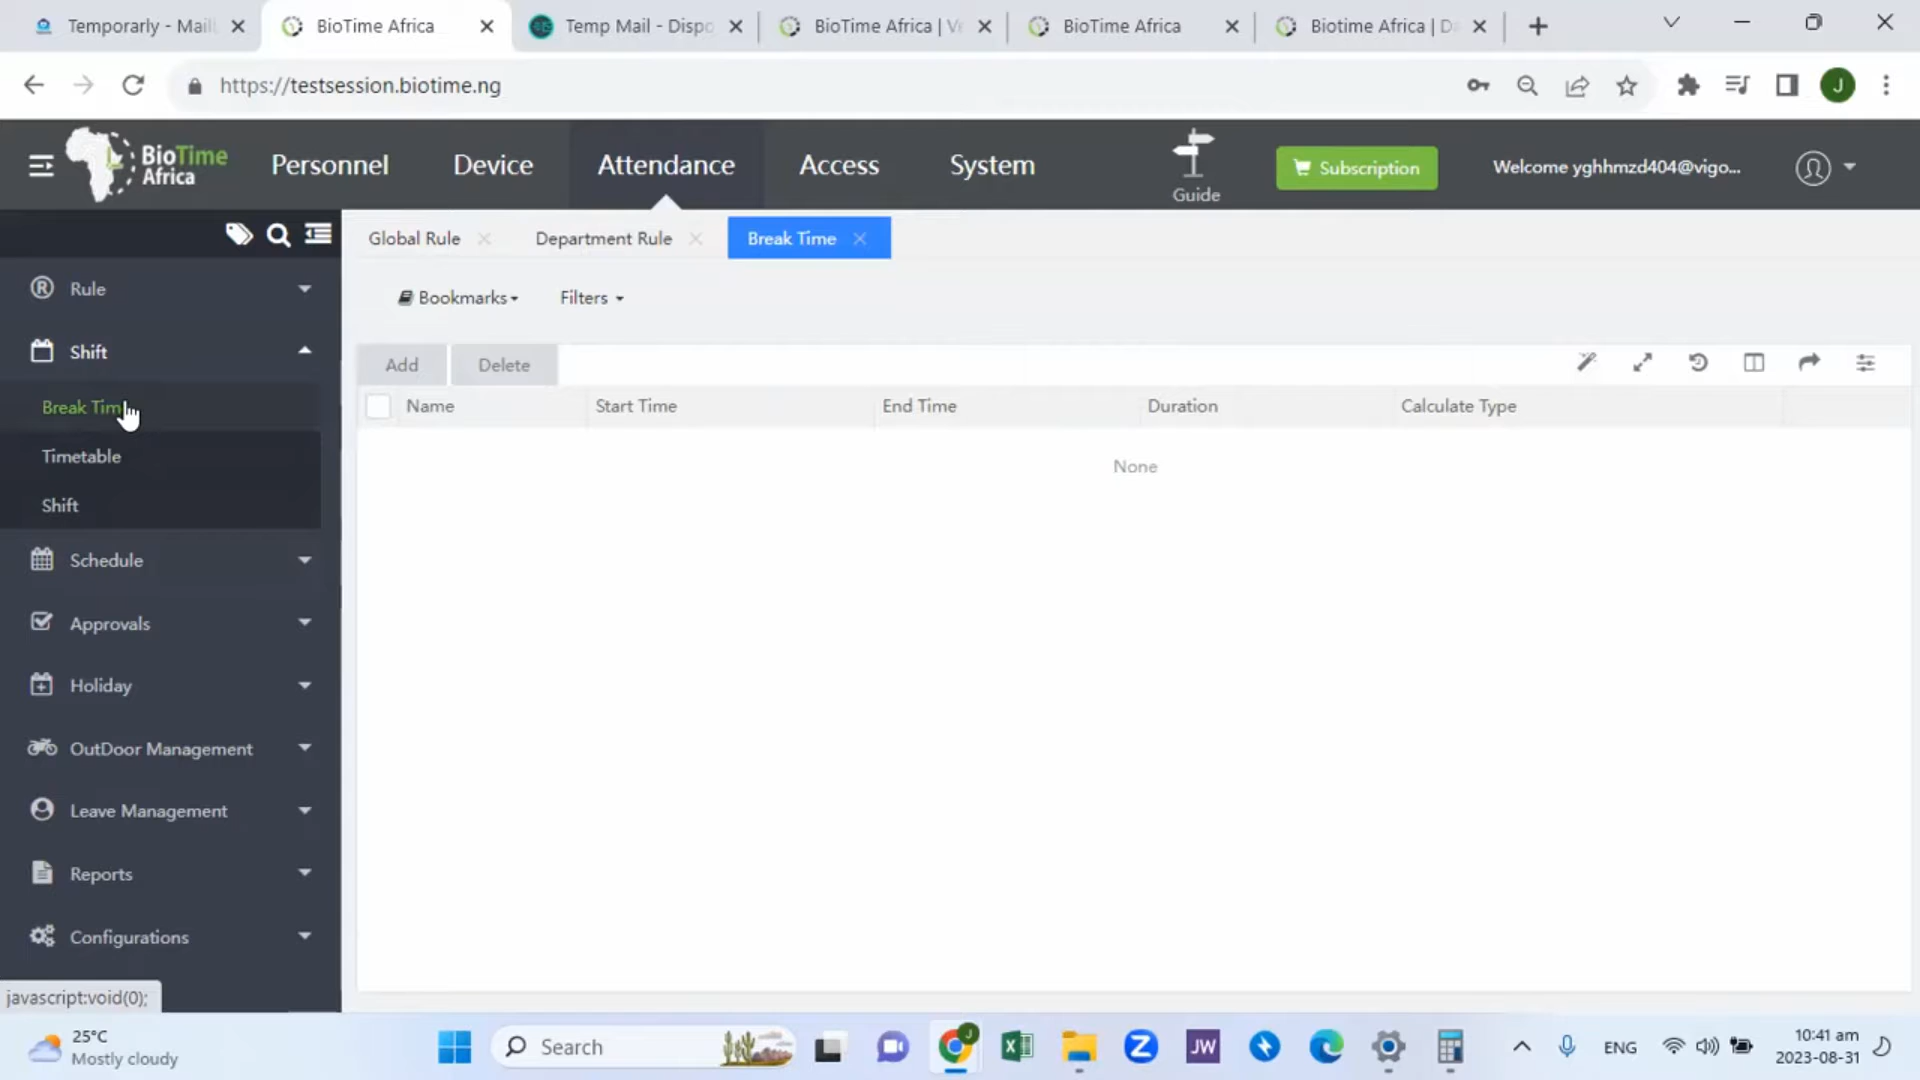 Temporarly - Mail
BioTime Africa
Temp Mail - Dispo
BioTime Africa | Ve
BioTime Africa
Biotime Africa | Da
https://testsession.biotime.ng
J
BioTime
Africa
Personnel
Device
Attendance
Access
System
Guide
Subscription
Welcome yghhmzd404@vigo...
Global Rule
Department Rule
Break Time
Bookmarks
Filters
Rule
Shift
Break Time
Timetable
Shift
Schedule
Approvals
Holiday
OutDoor Management
Leave Management
Reports
Configurations
Add
Delete
Name
Start Time
End Time
Duration
Calculate Type
None
javascript:void(0);
25°C
Mostly cloudy
Search
J
Z
JW
ENG
10:41 am
2023-08-31